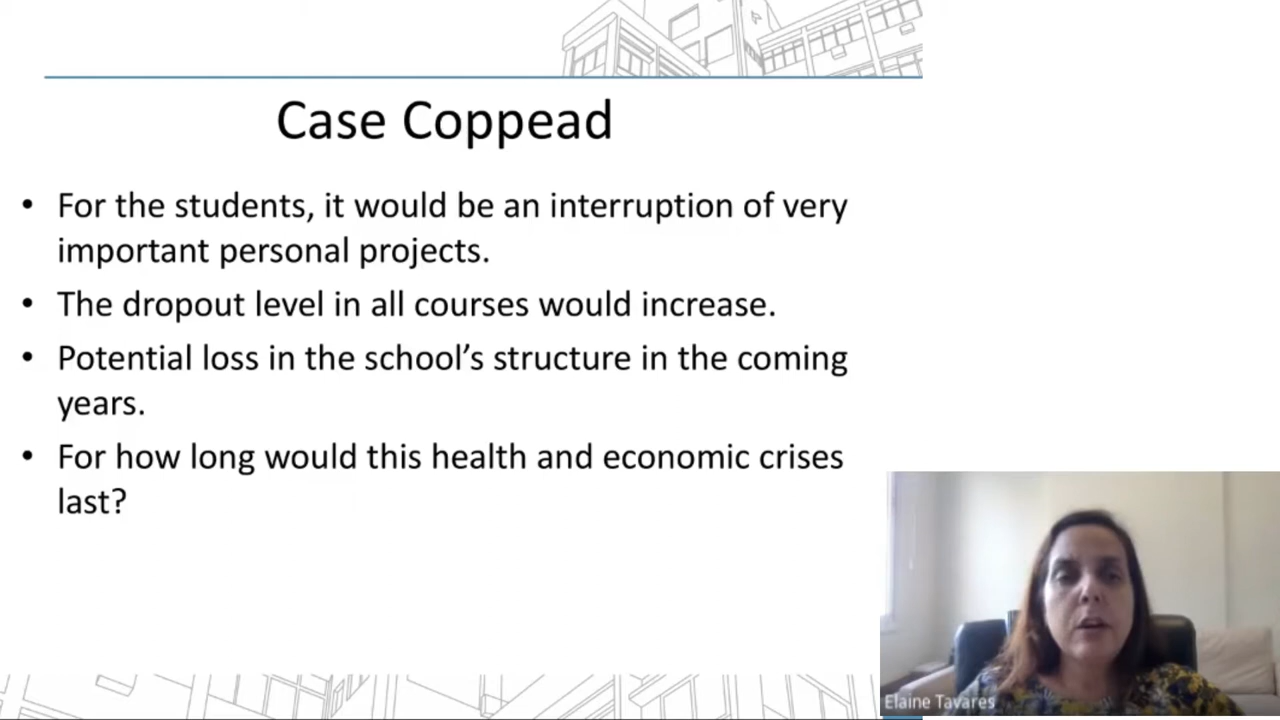 Case Coppead
• For the students, it would be an interruption of very
important personal projects.
• The dropout level in all courses would increase.
• Potential loss in the school’s structure in the coming
years.
• For how long would this health and economic crises
last?
Elaine Tavares